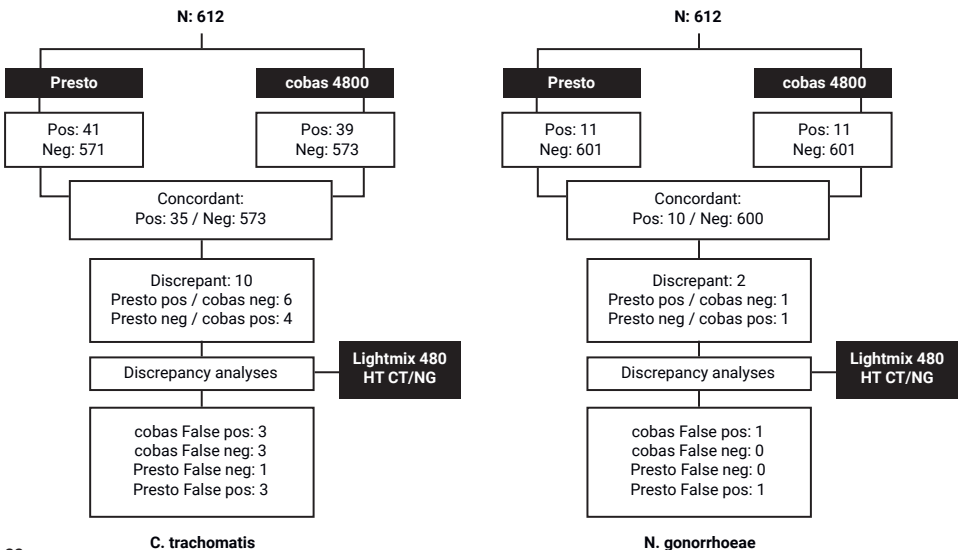 N: 612
Presto
cobas 4800
Pos: 41
Neg: 571
Pos: 39
Neg: 573
Concordant:
Pos: 35 / Neg: 573
Discrepant: 10
Presto pos / cobas neg: 6
Presto neg / cobas pos: 4
Discrepancy analyses
Lightmix 480
HT CT/NG
cobas False pos: 3
cobas False neg: 3
Presto False neg: 1
Presto False pos: 3
C. trachomatis
N: 612
Presto
cobas 4800
Pos: 11
Neg: 601
Pos: 11
Neg: 601
Concordant:
Pos: 10 / Neg: 600
Discrepant: 2
Presto pos / cobas neg: 1
Presto neg / cobas pos: 1
Discrepancy analyses
Lightmix 480
HT CT/NG
cobas False pos: 1
cobas False neg: 0
Presto False neg: 0
Presto False pos: 1
N. gonorrhoeae